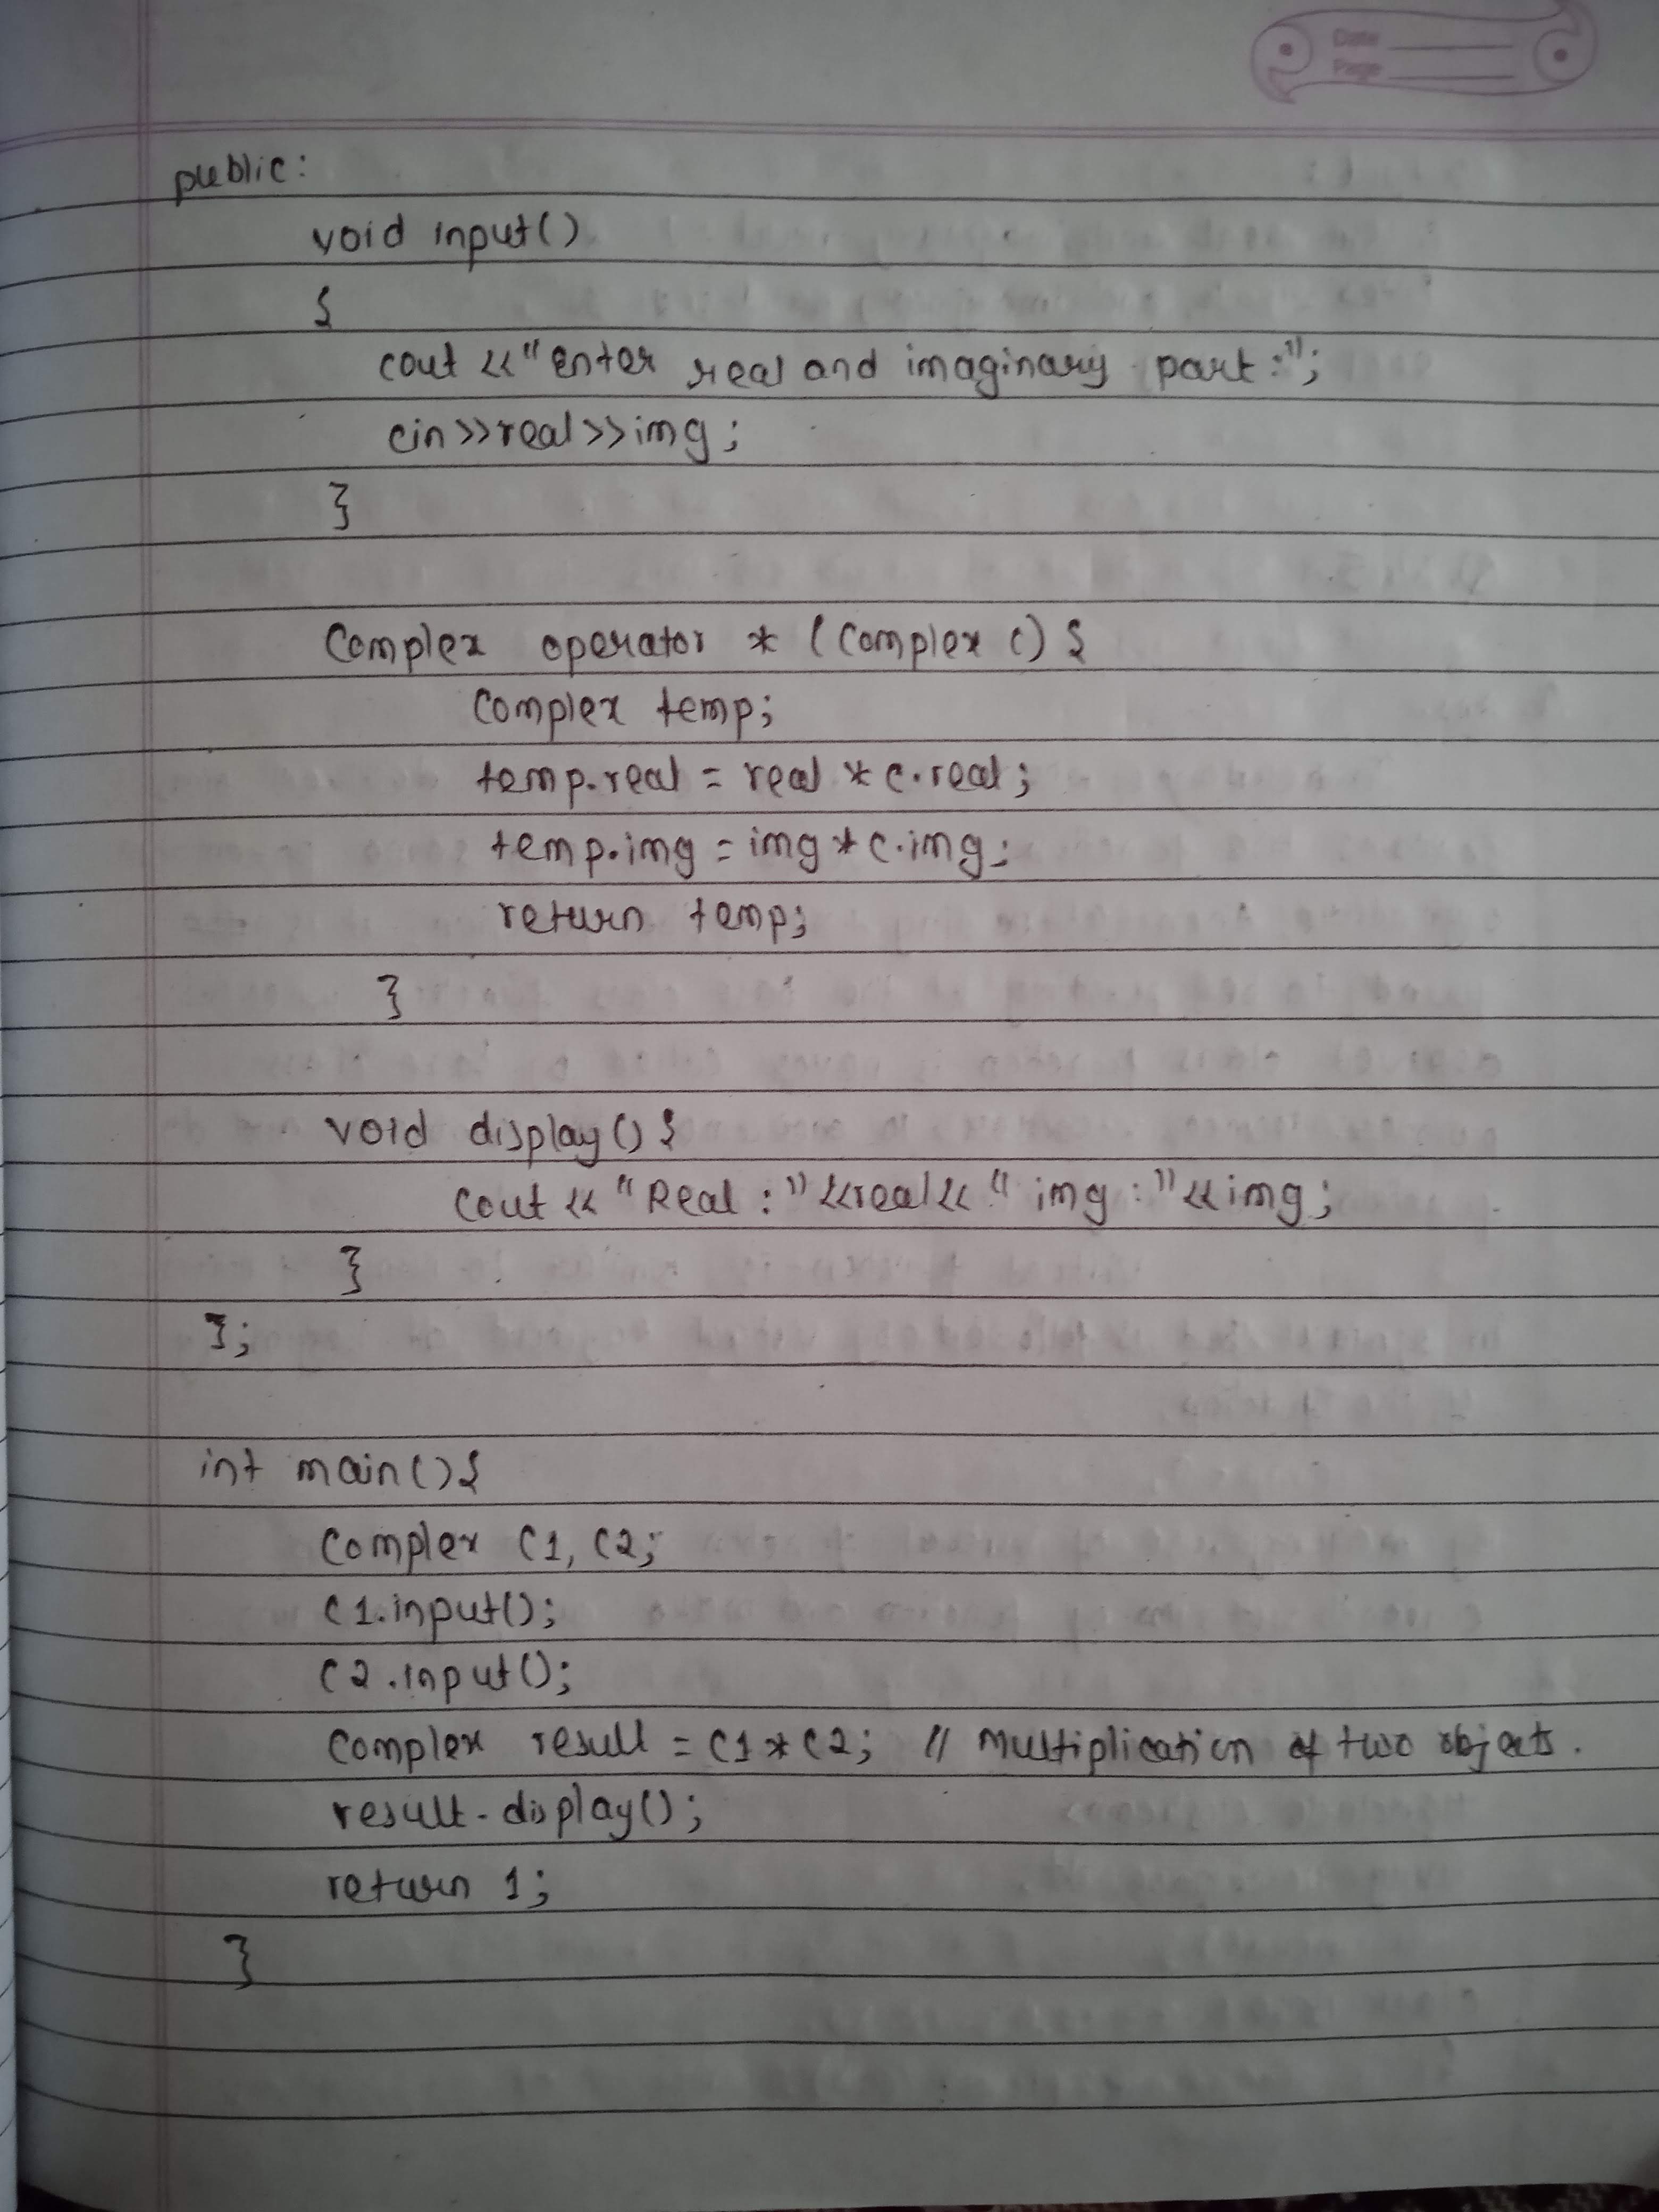 Date
Page
public:
void input()
{
cout <<"enter real and imaginary part:";
cin>>real>>img;
}
Complex operator * (Complex c) {
Complex temp;
temp.real = real * c.real;
temp.img = img * c.img;
return temp;
}
void display() {
cout << "Real :"<<real<< " img :"<<img;
}
};
int main(){
Complex C1, C2;
C1.input();
C2.input();
Complex result = C1 * C2; // Multiplication of two objects.
result.display();
return 1;
}